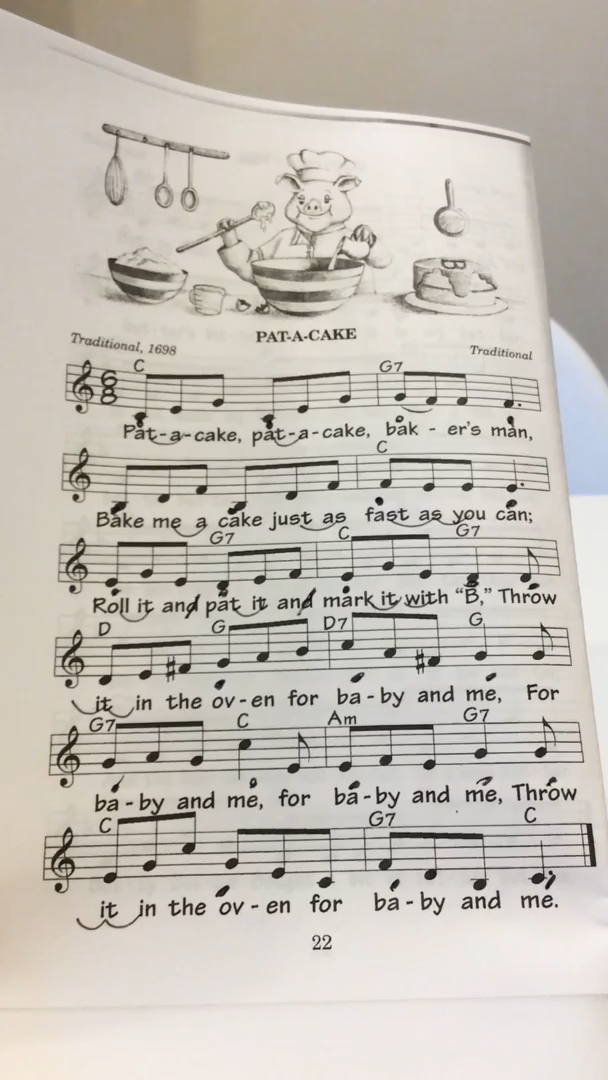 PAT-A-CAKE
Traditional, 1698
Traditional
C G7
6
8
Pat-a-cake, pat-a-cake, bak - er's man,
C
Bake me a cake just as fast as you can;
G7 C G7
Roll it and pat it and mark it with "B," Throw
D G D7 G
it in the ov-en for ba-by and me, For
G7 C Am G7
ba-by and me, for ba-by and me, Throw
C G7 C
it in the ov-en for ba-by and me.
22